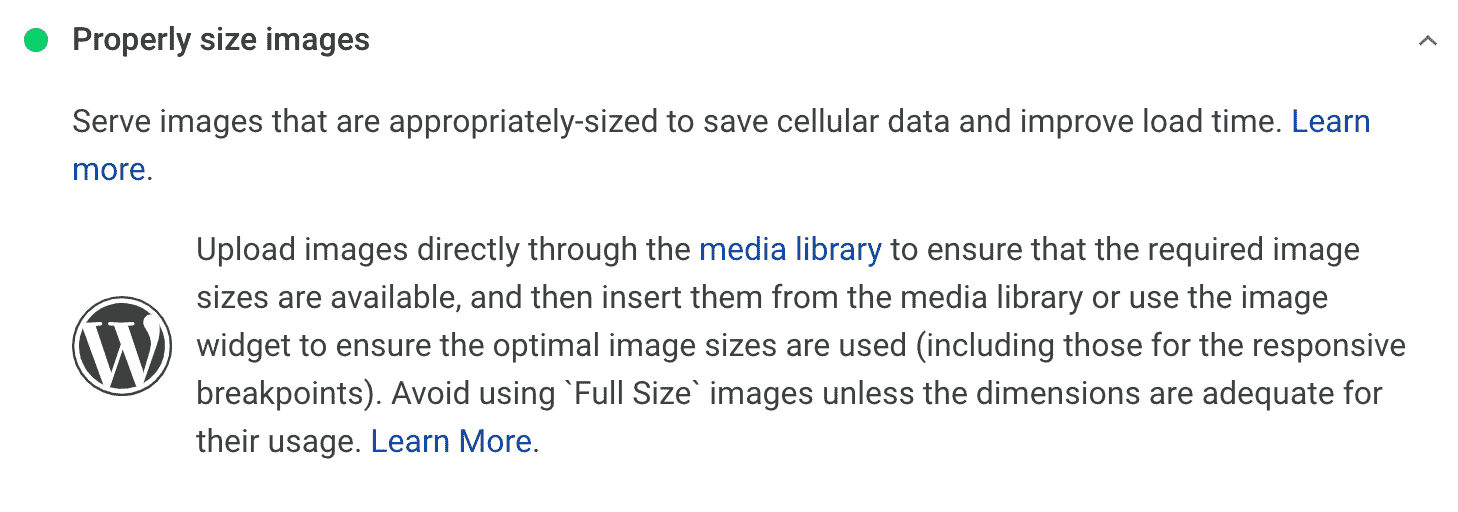 Properly size images
Serve images that are appropriately-sized to save cellular data and improve load time. Learn
more.
Upload images directly through the media library to ensure that the required image
sizes are available, and then insert them from the media library or use the image
widget to ensure the optimal image sizes are used (including those for the responsive
breakpoints). Avoid using `Full Size` images unless the dimensions are adequate for
their usage. Learn More.